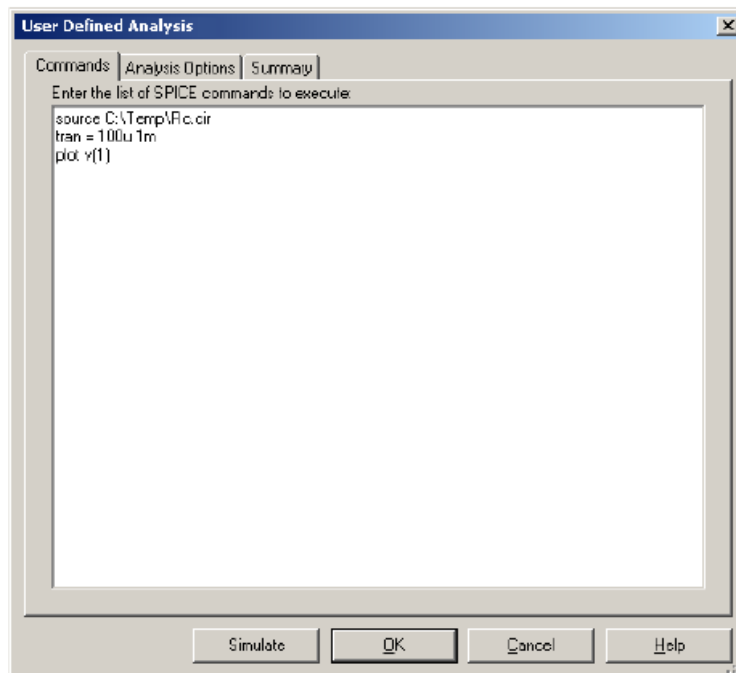 User Defined Analysis
Commands Analysis Options Summary
Enter the list of SPICE commands to execute:
source C:\Temp\Rc.cir
tran = 100u 1m
plot v(1)
Simulate OK Cancel Help